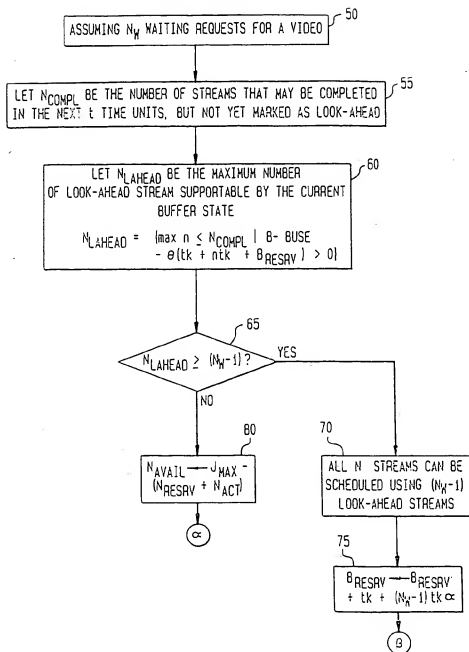 50
ASSUMING N_W WAITING REQUESTS FOR A VIDEO
55
LET N_COMPL BE THE NUMBER OF STREAMS THAT MAY BE COMPLETED
IN THE NEXT t TIME UNITS, BUT NOT YET MARKED AS LOOK-AHEAD
60
LET N_LAHEAD BE THE MAXIMUM NUMBER
OF LOOK-AHEAD STREAM SUPPORTABLE BY THE CURRENT
BUFFER STATE
N_LAHEAD = {max n ≤ N_COMPL | B- BUSE
- θ(tk + ntk + B_RESRV) > 0}
65
N_LAHEAD ≥ (N_W-1) ?
YES
NO
80
N_AVAIL ← J_MAX -
(N_RESRV + N_ACT)
α
70
ALL N STREAMS CAN BE
SCHEDULED USING (N_W-1)
LOOK-AHEAD STREAMS
75
B_RESRV ← B_RESRV
+ tk + (N_W-1) tk α
β